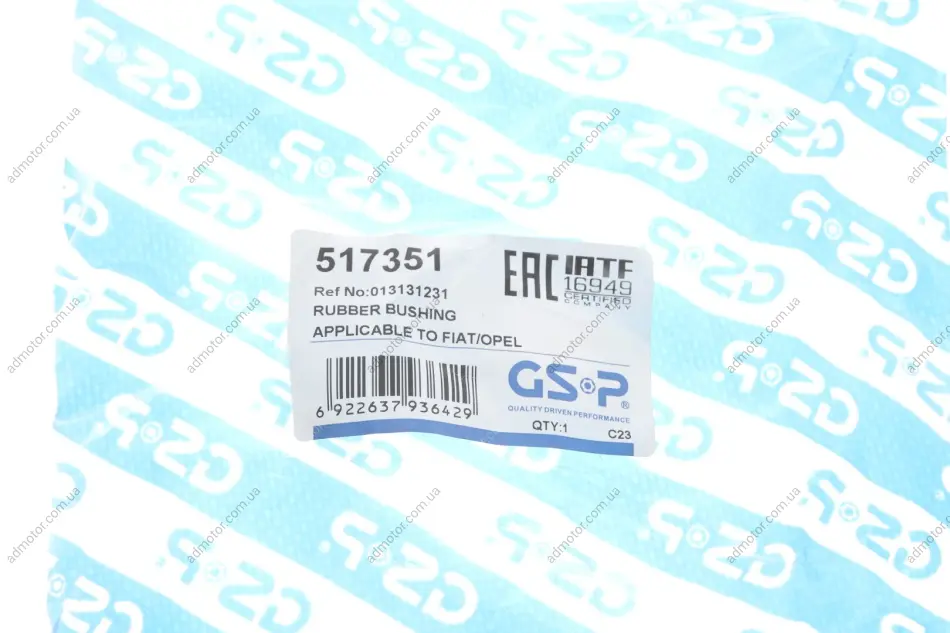 517351
Ref No:013131231
RUBBER BUSHING
APPLICABLE TO FIAT/OPEL
EAC
IATF
16949
CERTIFIED
COMPANY
6 922637 936429
GSP®
QUALITY DRIVEN PERFORMANCE
QTY:1
C23
admotor.com.ua